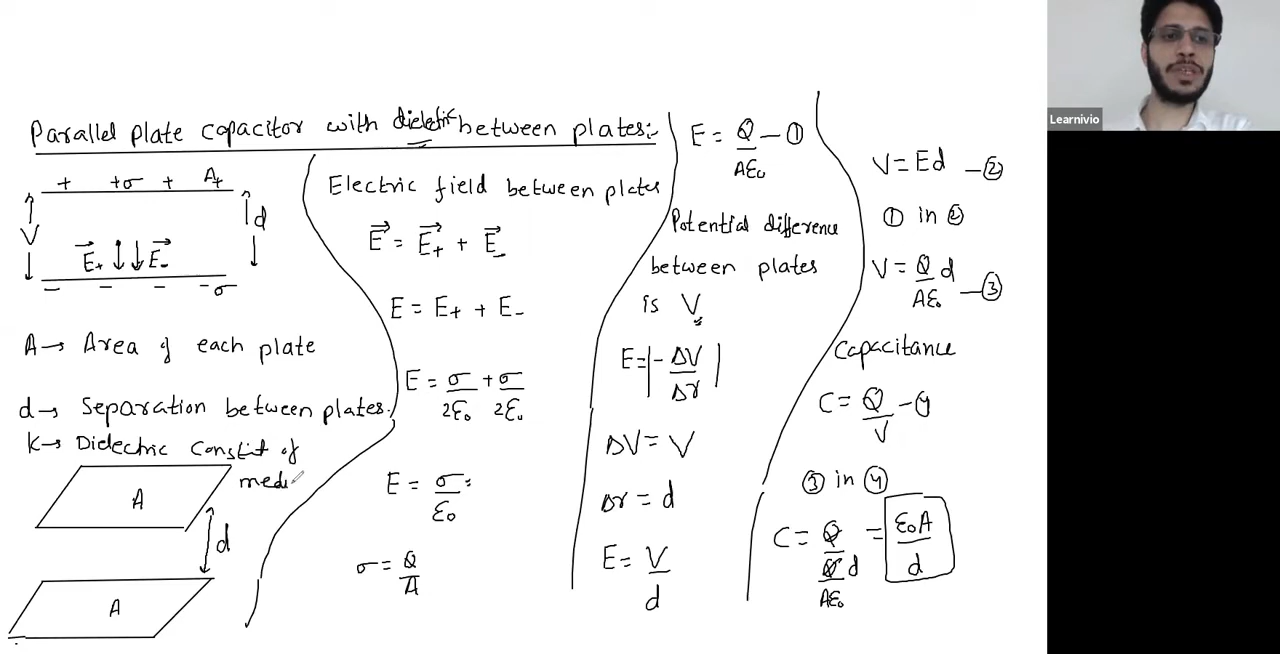 Parallel plate capacitor with dielectric between plates:-
+ +σ + A+
V
d
E⃗+ E⃗-
- - - -σ
A → Area of each plate
d → Separation between plates.
K → Dielectric Constit of
medi
A
d
A
Electric field between plates
E⃗ = E⃗+ + E⃗-
E = E+ + E-
E = σ/2ε₀ + σ/2ε₀
E = σ/ε₀
σ = Q/A
E = Q/Aε₀ — ①
Potential difference
between plates
is V
E = |-ΔV/Δr|
ΔV = V
Δr = d
E = V/d
V = Ed — ②
① in ②
V = Q/Aε₀ d — ③
Capacitance
C = Q/V — ④
③ in ④
C = Q/(Q/Aε₀ d) = ε₀A/d
Learnivio